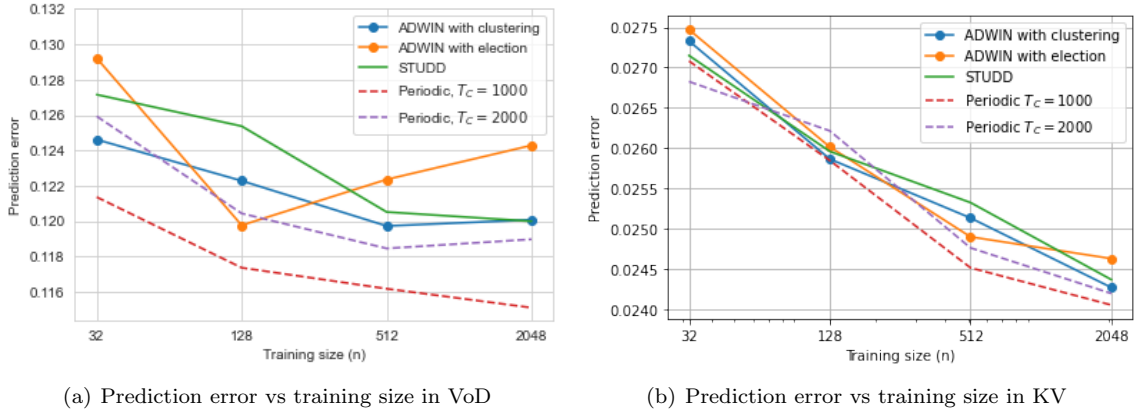 0.132
0.130
0.128
0.126
0.124
0.122
0.120
0.118
0.116
Prediction error
ADWIN with clustering
ADWIN with election
STUDD
Periodic, T_C = 1000
Periodic, T_C = 2000
32
128
512
2048
Training size (n)
(a) Prediction error vs training size in VoD
0.0275
0.0270
0.0265
0.0260
0.0255
0.0250
0.0245
0.0240
Prediction error
ADWIN with clustering
ADWIN with election
STUDD
Periodic T_C = 1000
Periodic T_C = 2000
32
128
512
2048
Training size (n)
(b) Prediction error vs training size in KV